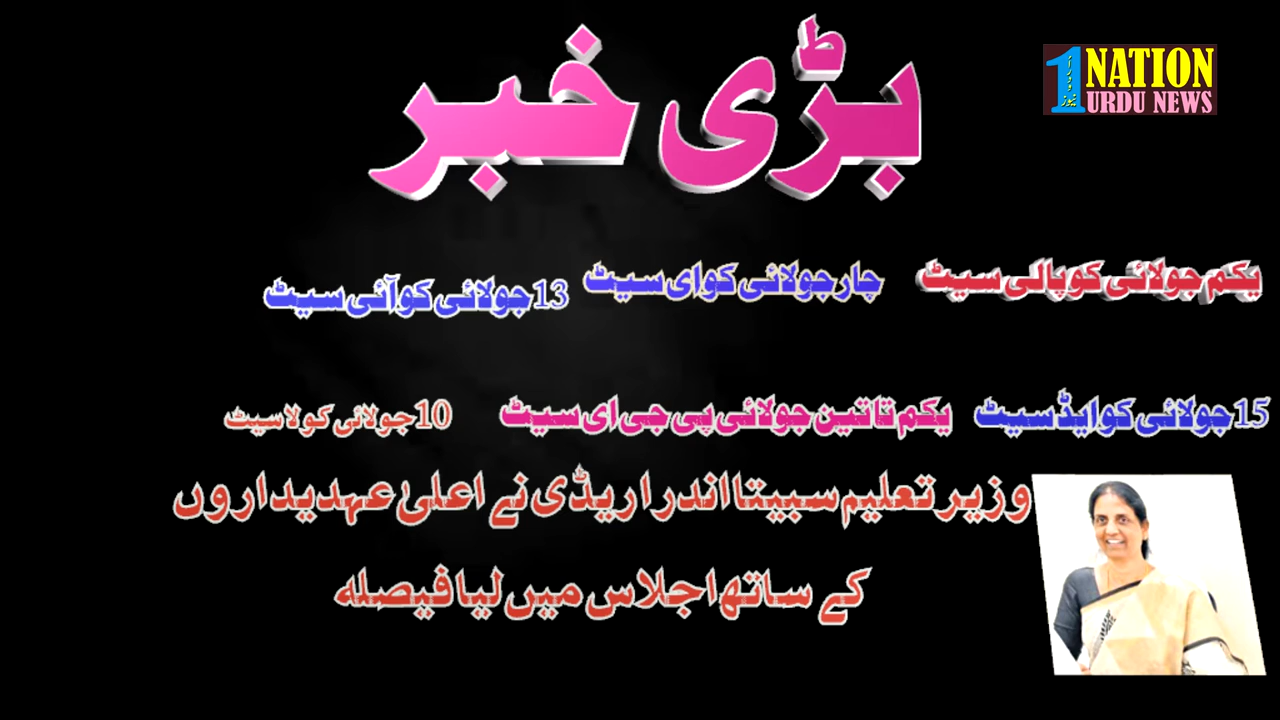 بڑی خبر
1 NATION
URDU NEWS
یکم جولائی کو پالی سیٹ
چار جولائی کو ای سیٹ
13 جولائی کو آئی سیٹ
15 جولائی کو ایڈ سیٹ
یکم تا تین جولائی پی جی ای سیٹ
10 جولائی کو لا سیٹ
وزیر تعلیم سبیتا اندرا ریڈی نے اعلیٰ عہدیداروں
کے ساتھ اجلاس میں لیا فیصلہ